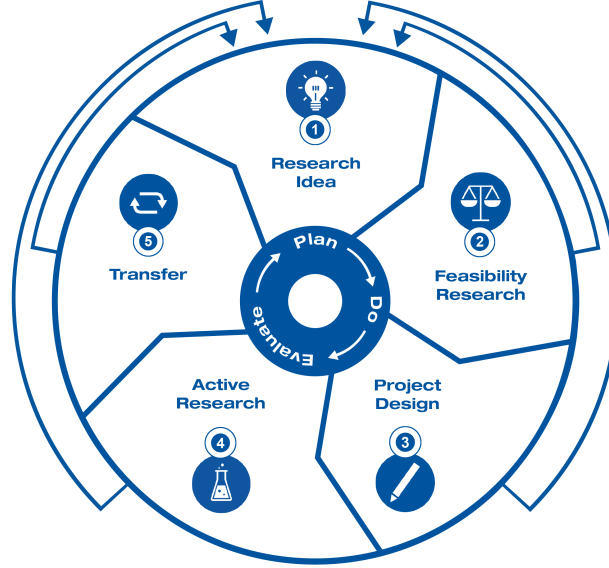 1
Research
Idea
2
Feasibility
Research
3
Project
Design
Active
Research
4
5
Transfer
Plan
Do
Evaluate